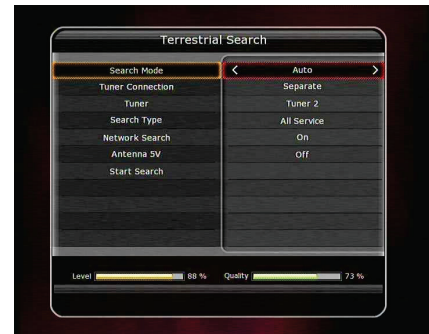 Terrestrial Search
Search Mode < Auto >
Tuner Connection Separate
Tuner Tuner 2
Search Type All Service
Network Search On
Antenna 5V Off
Start Search
Level 88 % Quality 73 %